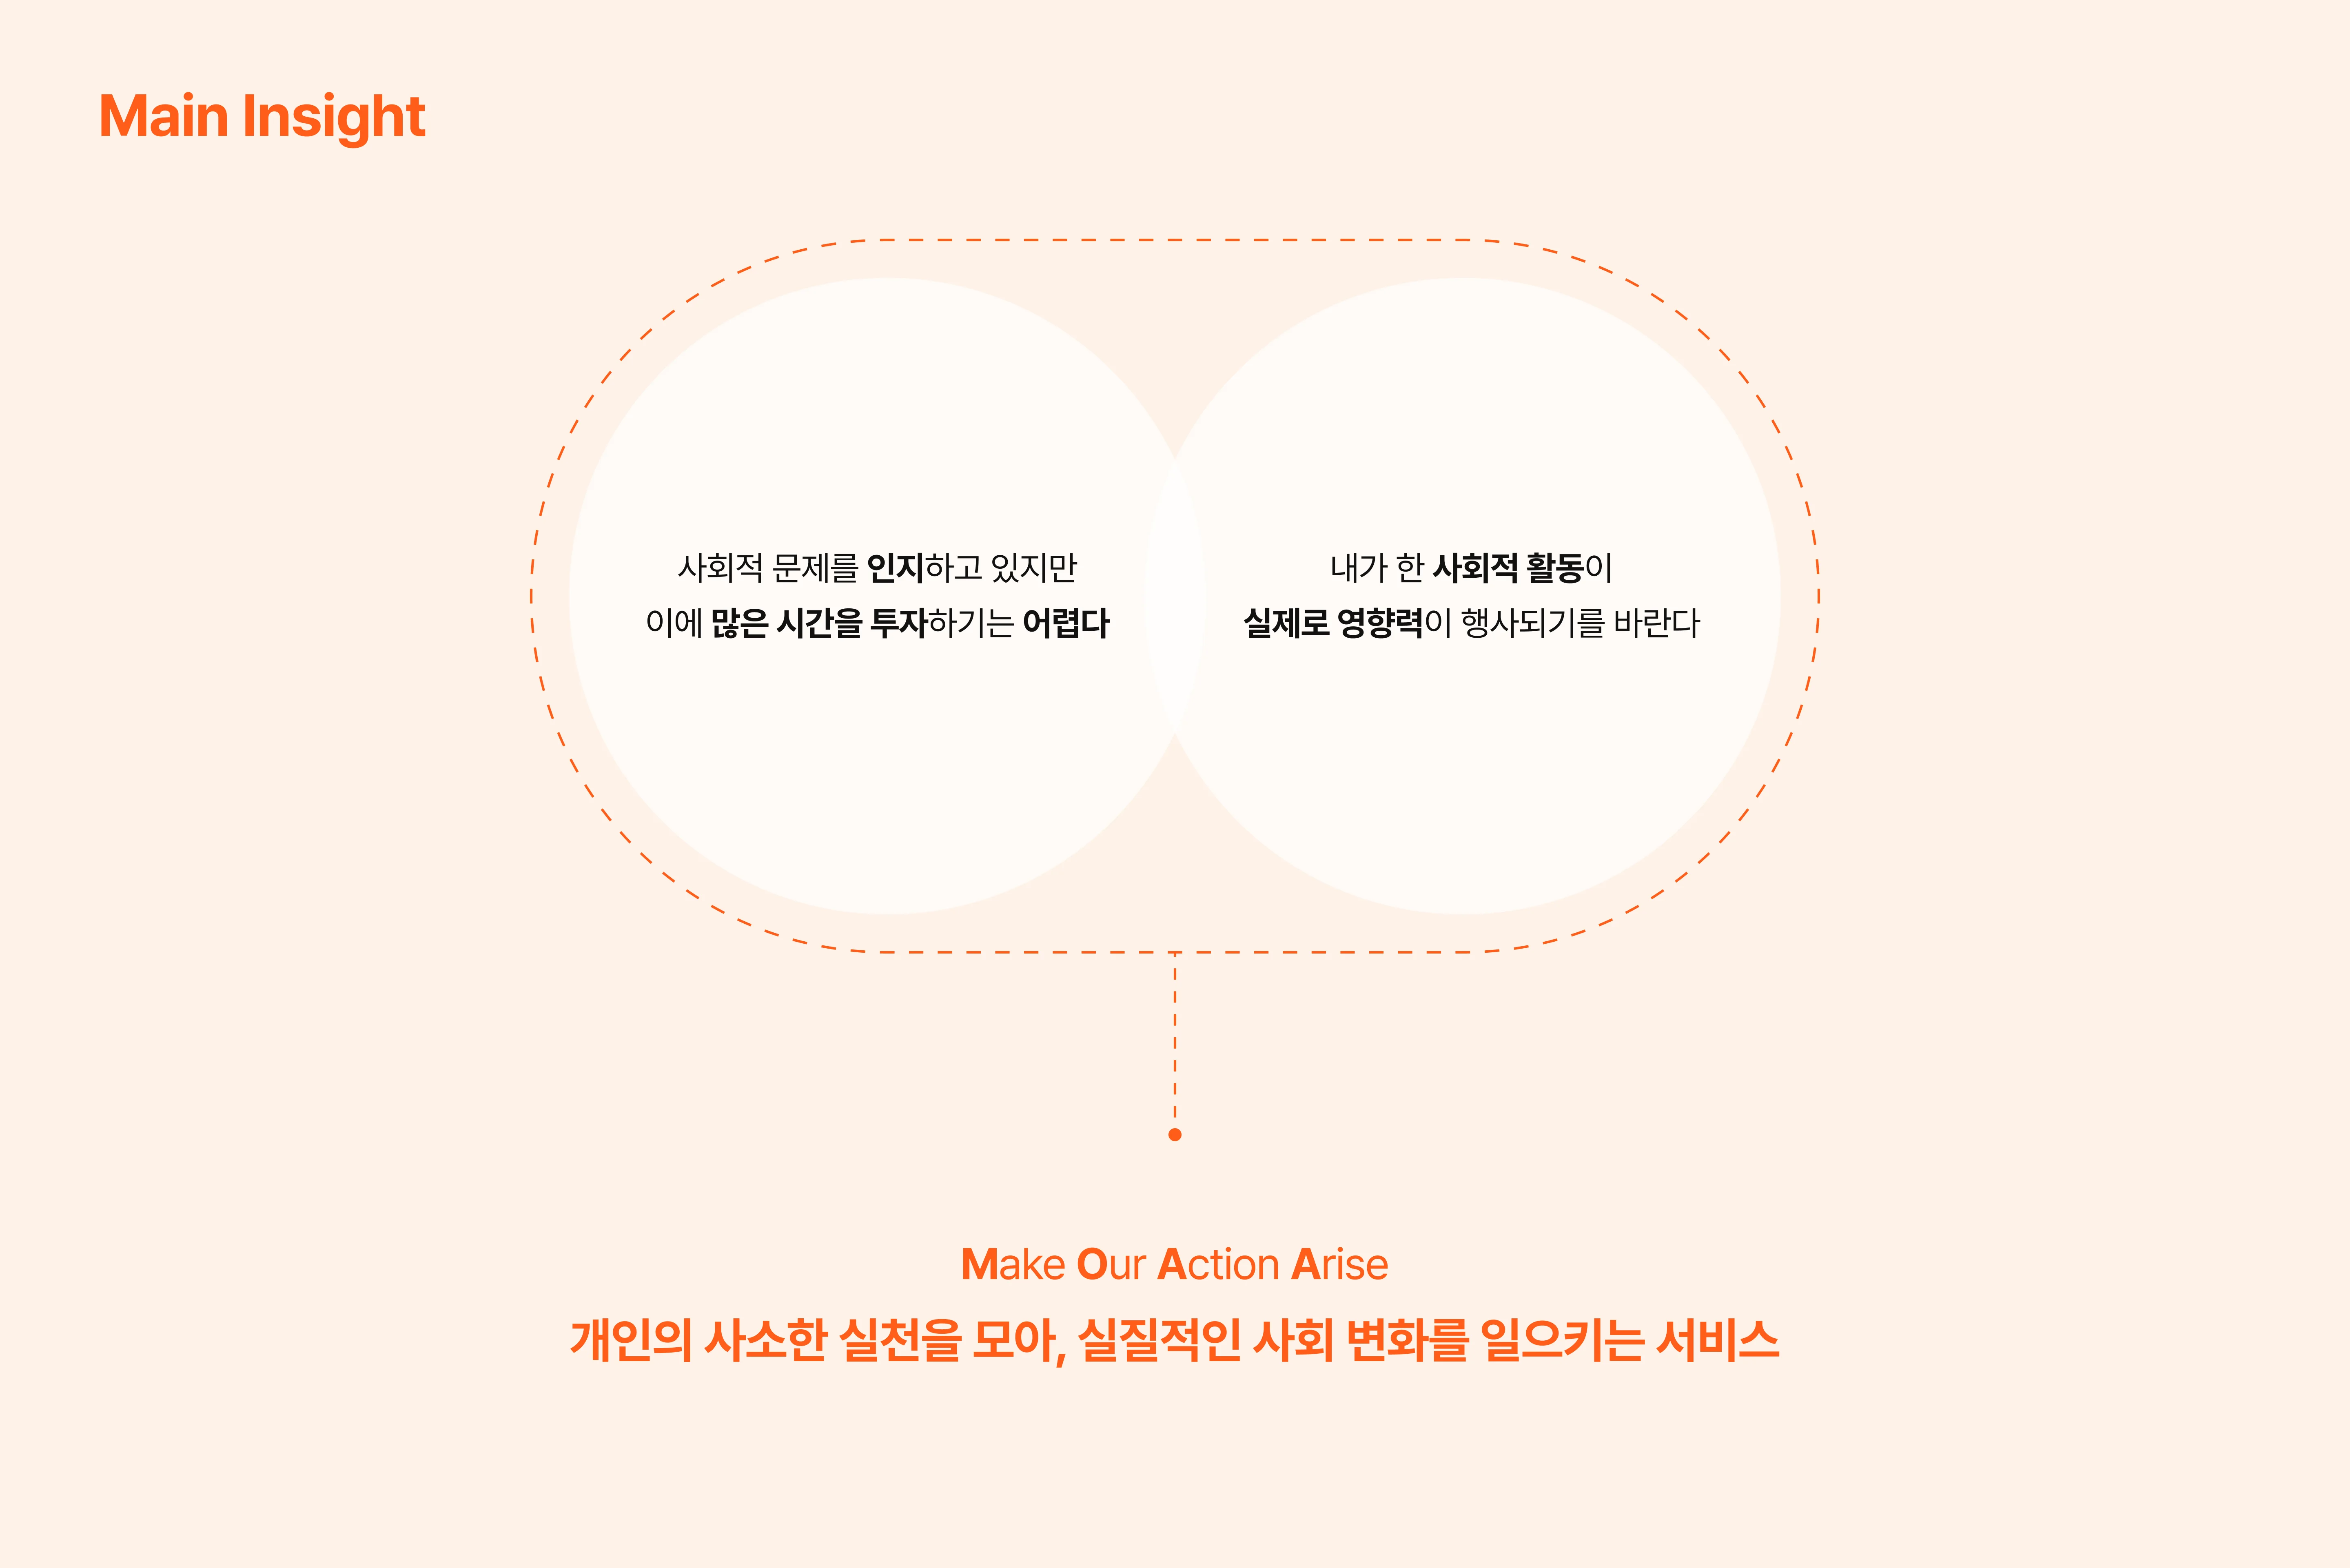 Main Insight
사회적 문제를 인지하고 있지만
이에 많은 시간을 투자하기는 어렵다
내가 한 사회적 활동이
실제로 영향력이 행사되기를 바란다
Make Our Action Arise
개인의 사소한 실천을 모아, 실질적인 사회 변화를 일으키는 서비스